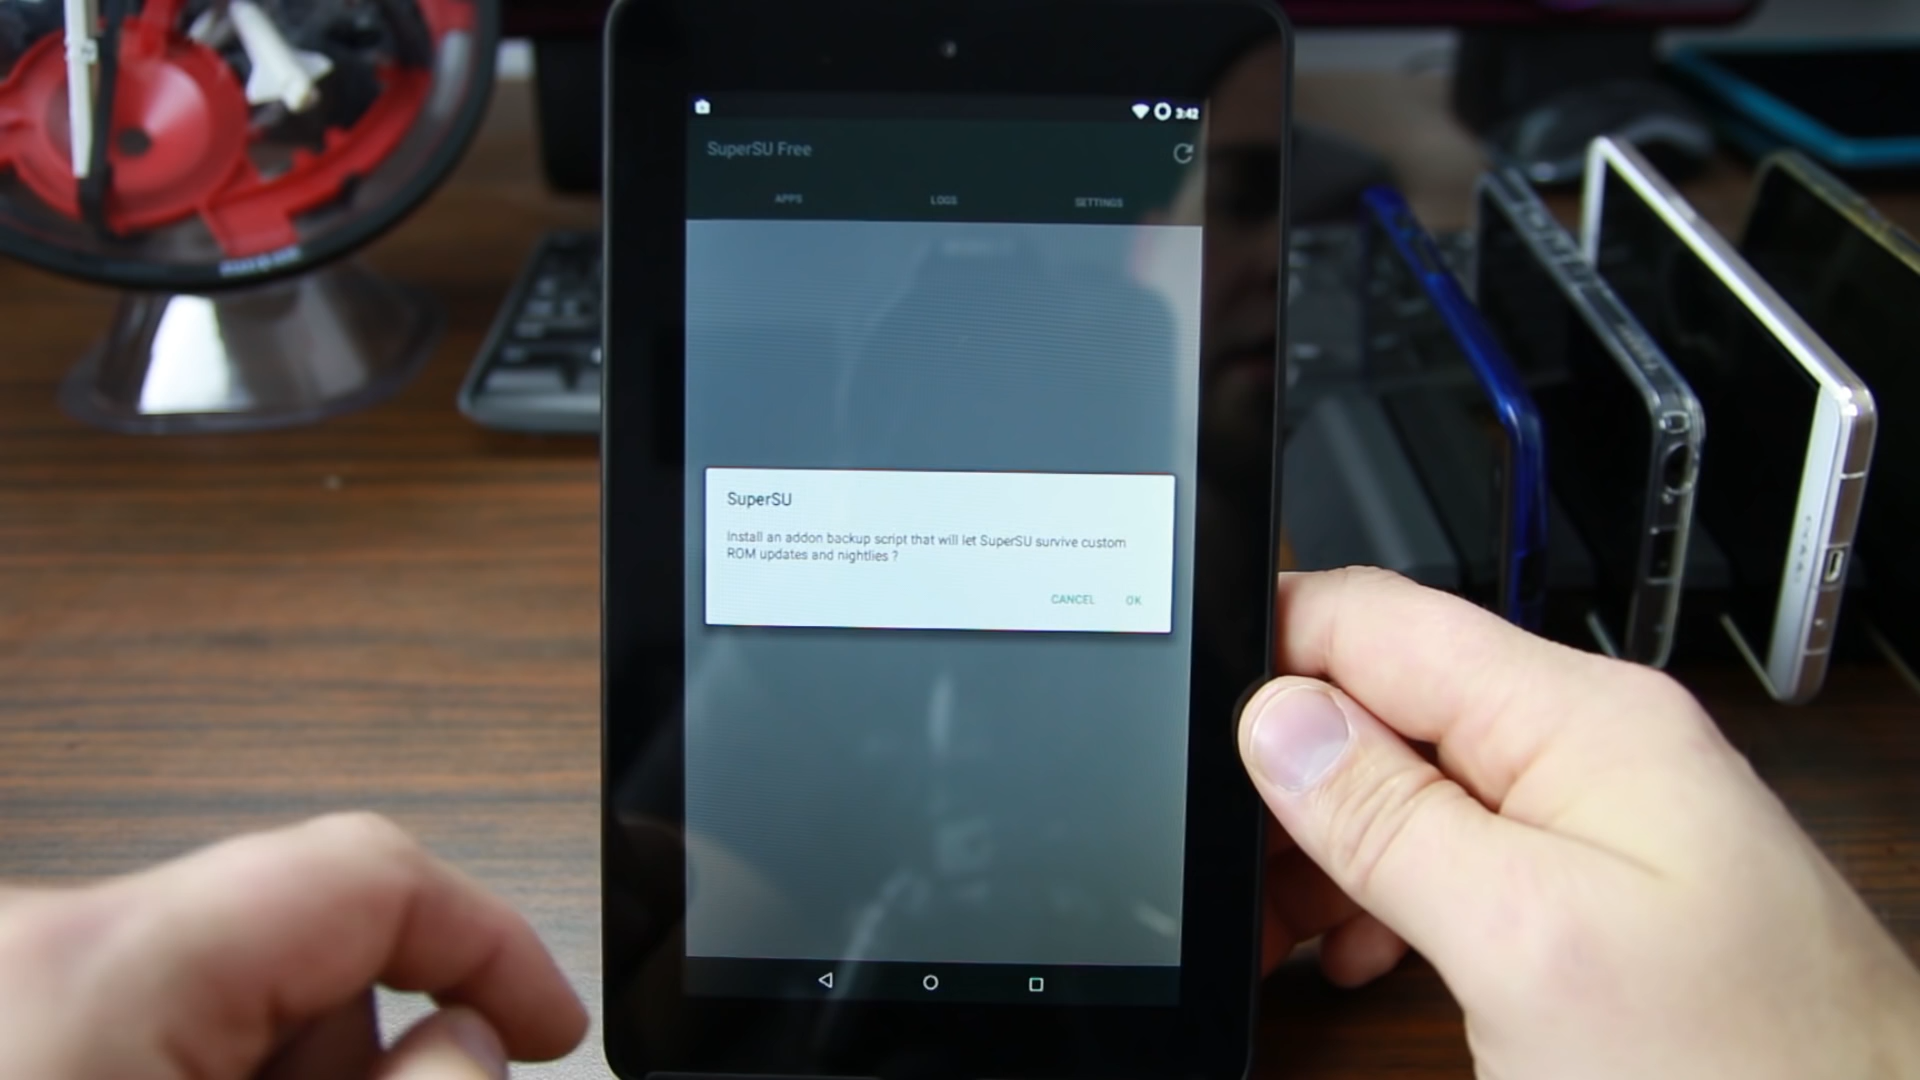 3:42
SuperSU Free
APPS
LOGS
SETTINGS
SuperSU
Install an addon backup script that will let SuperSU survive custom
ROM updates and nightlies ?
CANCEL
OK